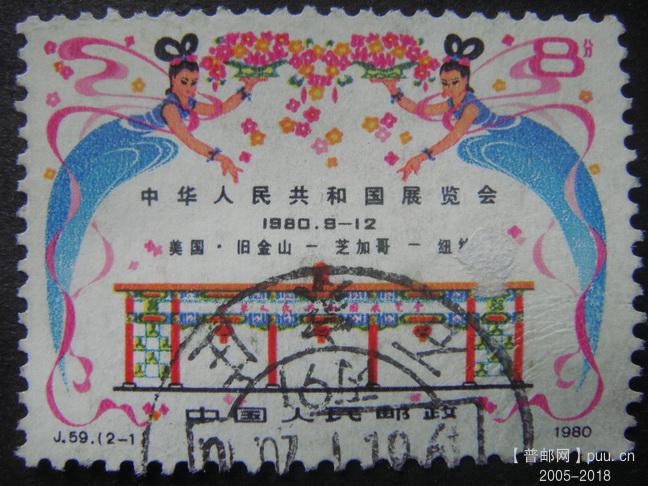 8分
中华人民共和国展览会
1980.9-12
美国·旧金山-芝加哥-纽
中国人民邮政
J.59.(2-1
1980
【普邮网】puu.cn
2005-2018